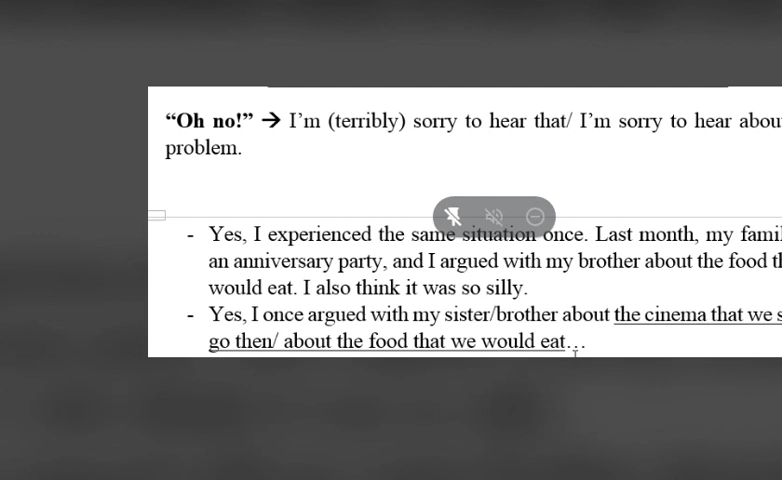 “Oh no!” → I’m (terribly) sorry to hear that/ I’m sorry to hear
problem.
- Yes, I experienced the same situation once. Last month, my
an anniversary party, and I argued with my brother about the food
would eat. I also think it was so silly.
- Yes, I once argued with my sister/brother about the cinema that we
go then/ about the food that we would eat…